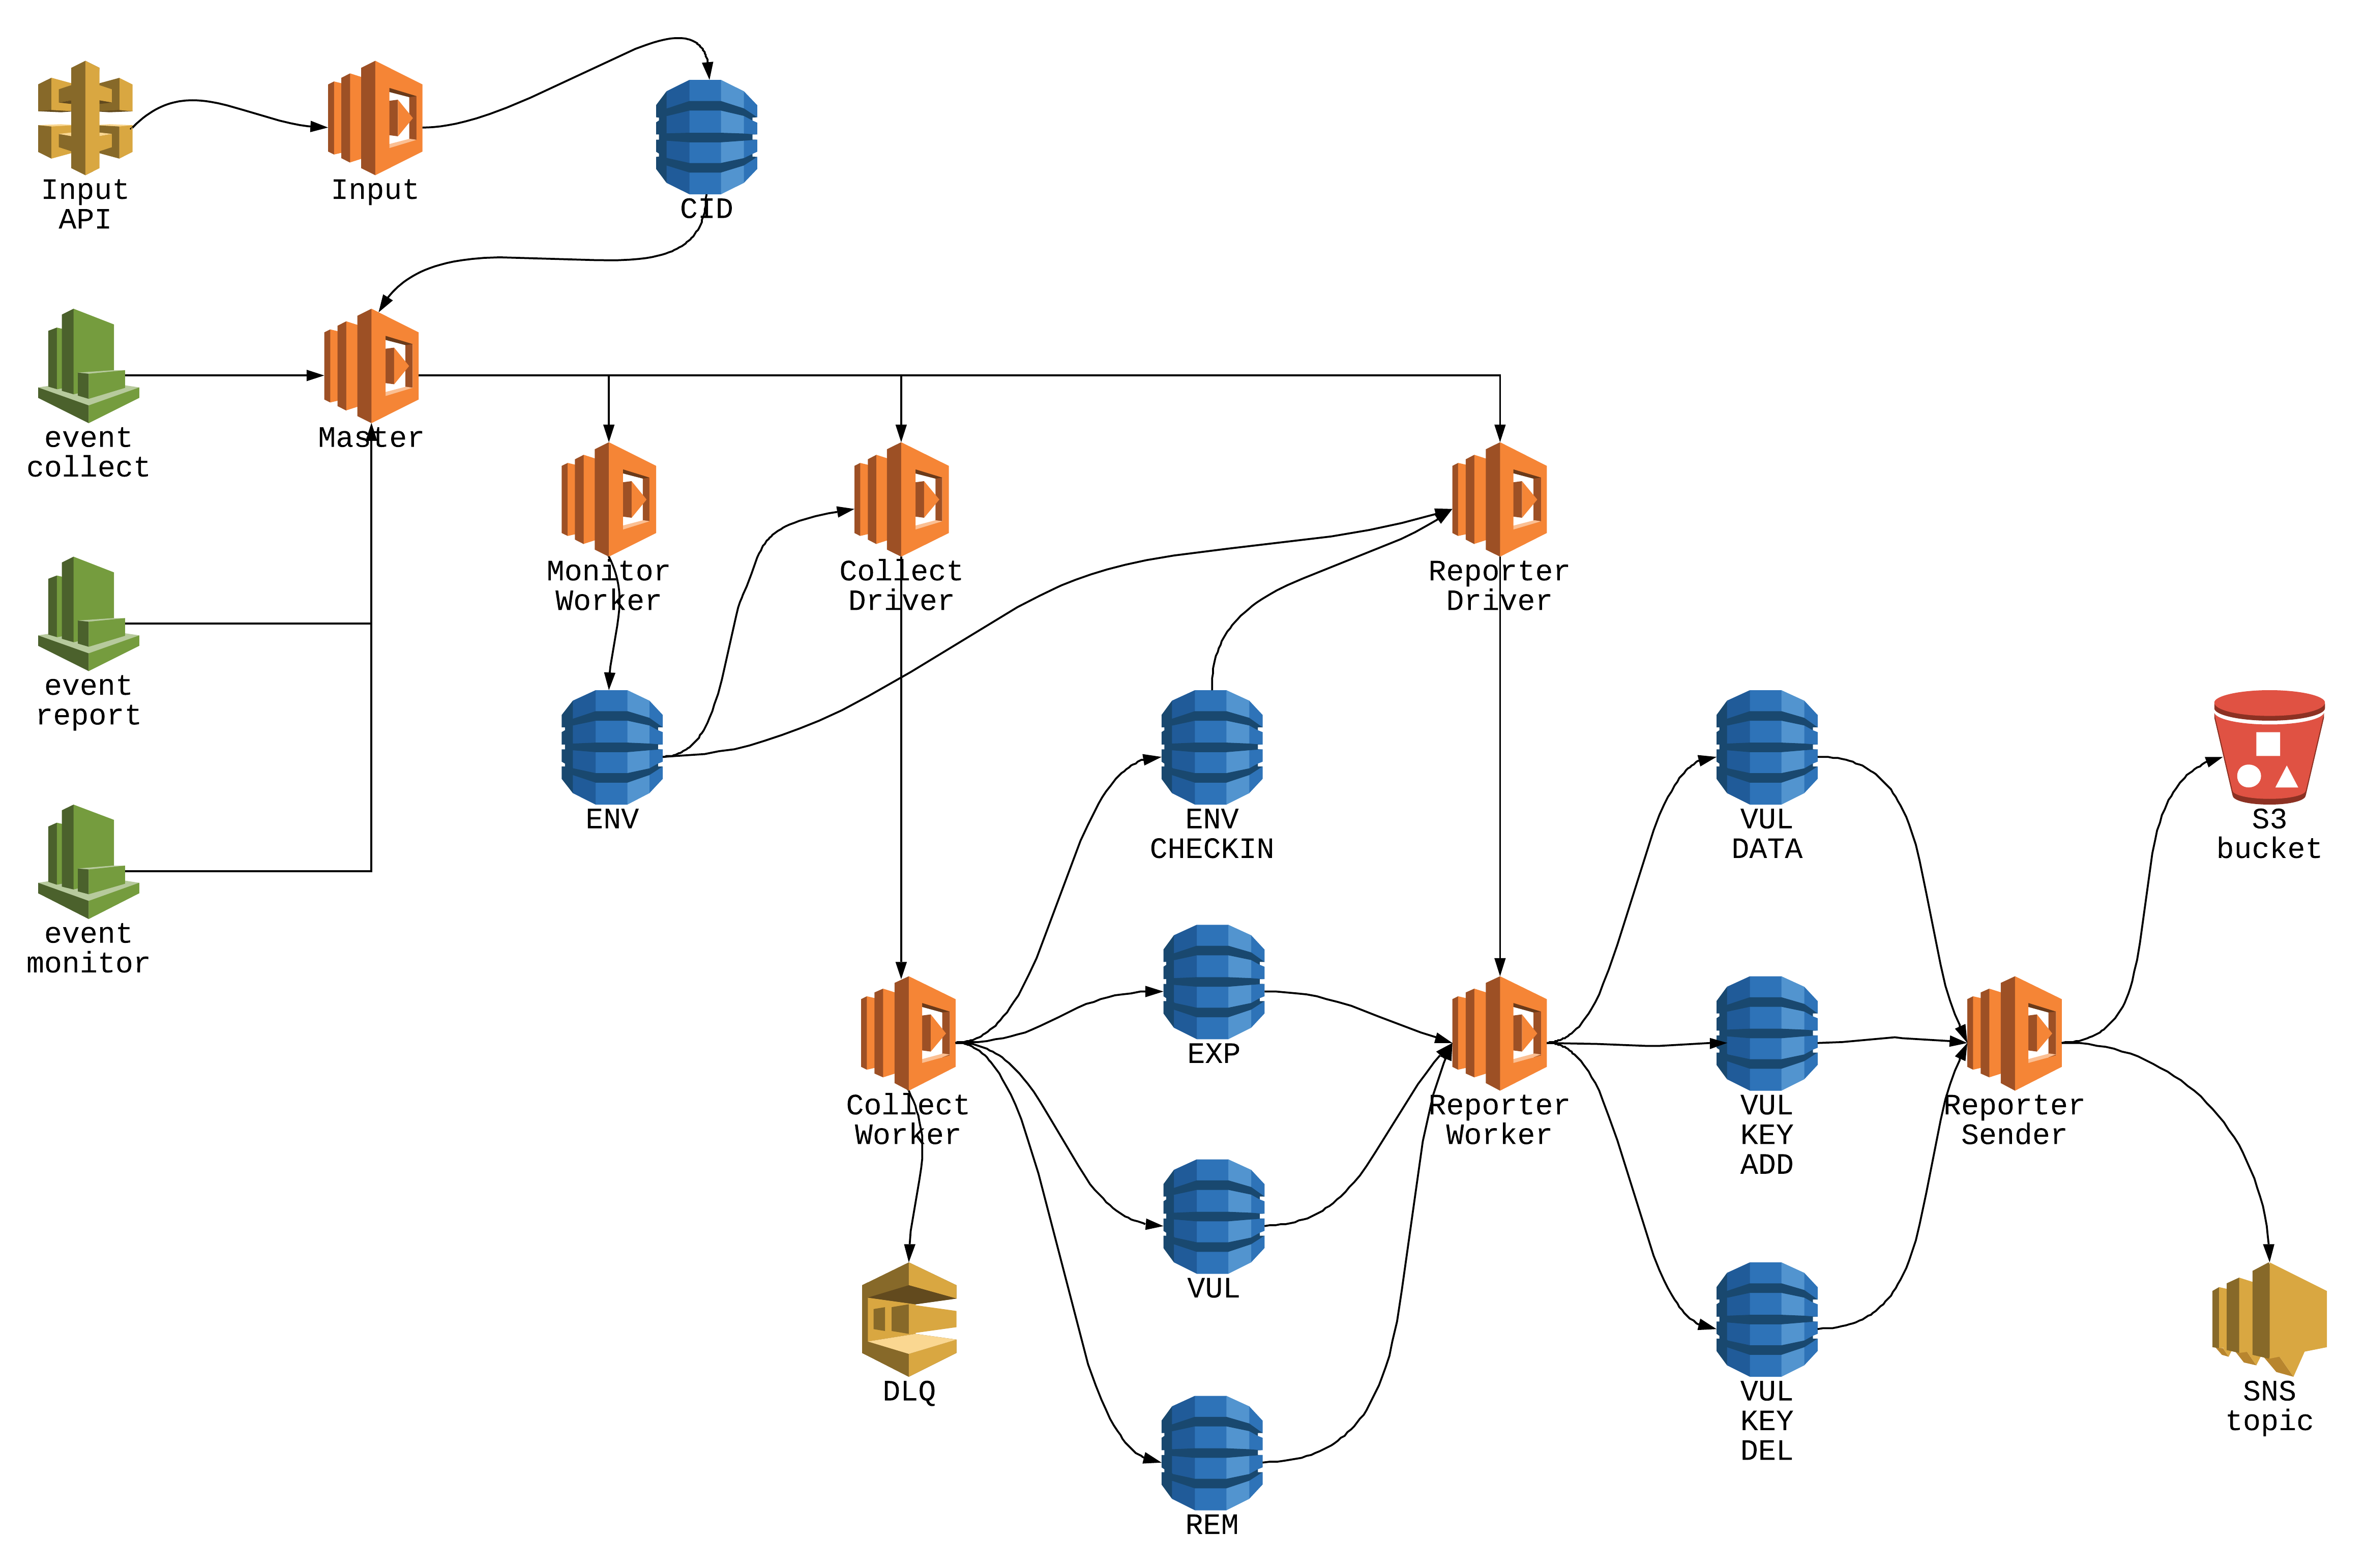 Input
API
Input
CID
event
collect
Master
event
report
event
monitor
Monitor
Worker
Collect
Driver
Reporter
Driver
ENV
ENV
CHECKIN
VUL
DATA
S3
bucket
EXP
Collect
Worker
Reporter
Worker
VUL
KEY
ADD
Reporter
Sender
VUL
DLQ
VUL
KEY
DEL
SNS
topic
REM